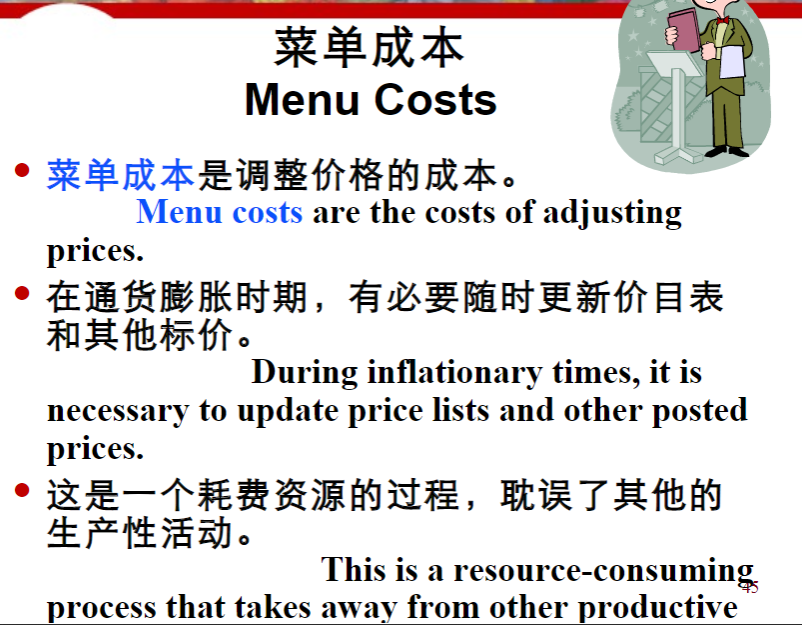 菜单成本
Menu Costs
菜单成本是调整价格的成本。
Menu costs are the costs of adjusting
prices.
在通货膨胀时期，有必要随时更新价目表
和其他标价。
During inflationary times, it is
necessary to update price lists and other posted
prices.
这是一个耗费资源的过程，耽误了其他的
生产性活动。
This is a resource-consuming
45
process that takes away from other productive